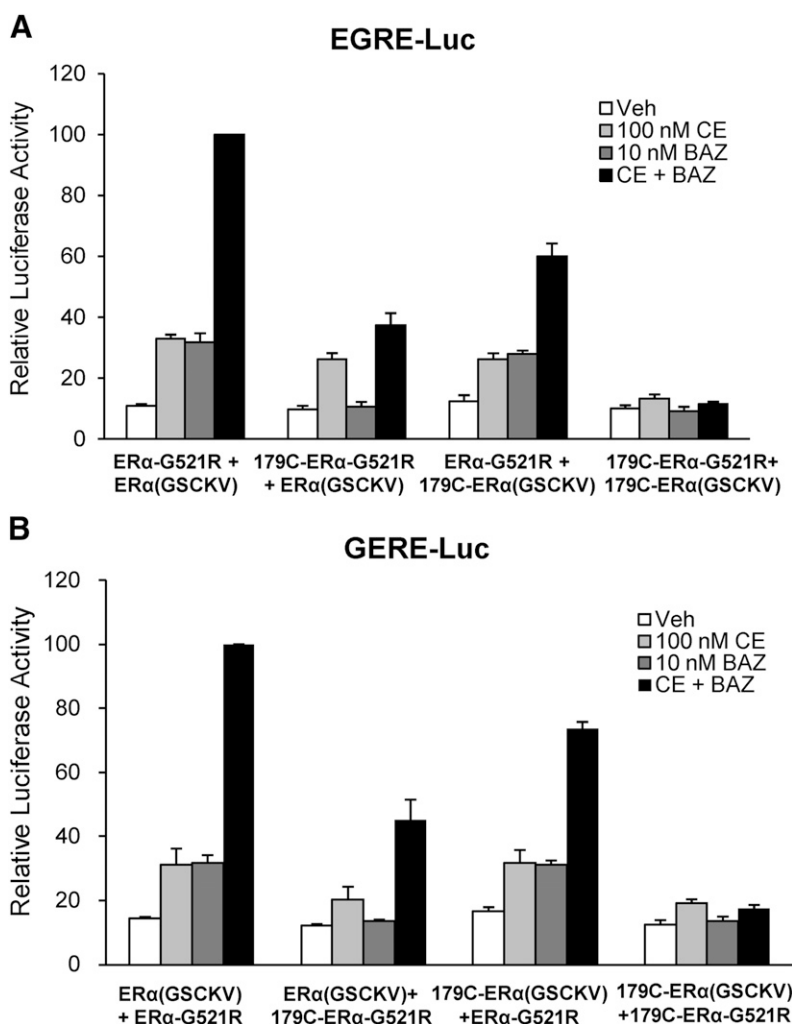 A
EGRE-Luc
Relative Luciferase Activity
120
100
80
60
40
20
0
Veh
100 nM CE
10 nM BAZ
CE + BAZ
ERα-G521R +
ERα(GSCKV)
179C-ERα-G521R
+ ERα(GSCKV)
ERα-G521R +
179C-ERα(GSCKV)
179C-ERα-G521R+
179C-ERα(GSCKV)
B
GERE-Luc
Relative Luciferase Activity
120
100
80
60
40
20
0
Veh
100 nM CE
10 nM BAZ
CE + BAZ
ERα(GSCKV)
+ ERα-G521R
ERα(GSCKV)+
179C-ERα-G521R
179C-ERα(GSCKV)
+ERα-G521R
179C-ERα(GSCKV)
+179C-ERα-G521R